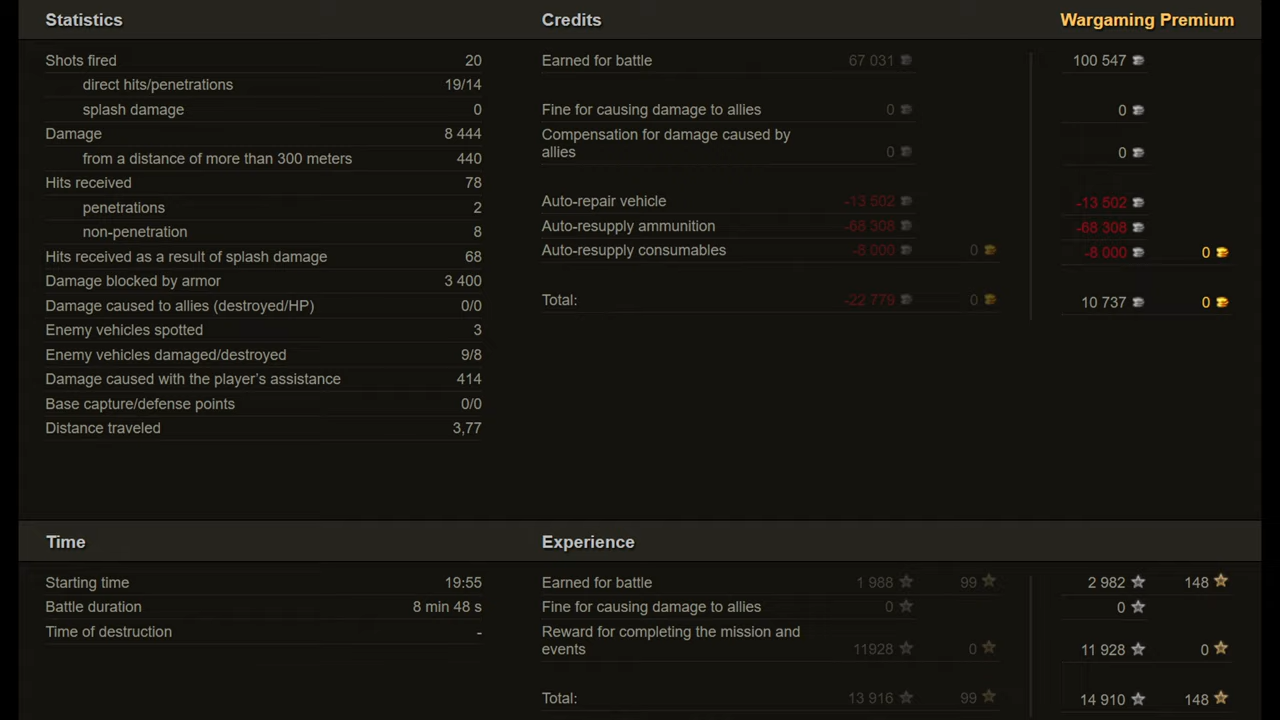 Statistics
Shots fired 20
direct hits/penetrations 19/14
splash damage 0
Damage 8 444
from a distance of more than 300 meters 440
Hits received 78
penetrations 2
non-penetration 8
Hits received as a result of splash damage 68
Damage blocked by armor 3 400
Damage caused to allies (destroyed/HP) 0/0
Enemy vehicles spotted 3
Enemy vehicles damaged/destroyed 9/8
Damage caused with the player's assistance 414
Base capture/defense points 0/0
Distance traveled 3,77
Credits Wargaming Premium
Earned for battle 67 031 100 547
Fine for causing damage to allies 0 0
Compensation for damage caused by
allies 0 0
Auto-repair vehicle -13 502 -13 502
Auto-resupply ammunition -68 308 -68 308
Auto-resupply consumables -8 000 0 -8 000 0
Total: -22 779 0 10 737 0
Time
Starting time 19:55
Battle duration 8 min 48 s
Time of destruction -
Experience
Earned for battle 1 988 99 2 982 148
Fine for causing damage to allies 0 0
Reward for completing the mission and
events 11928 0 11 928 0
Total: 13 916 99 14 910 148